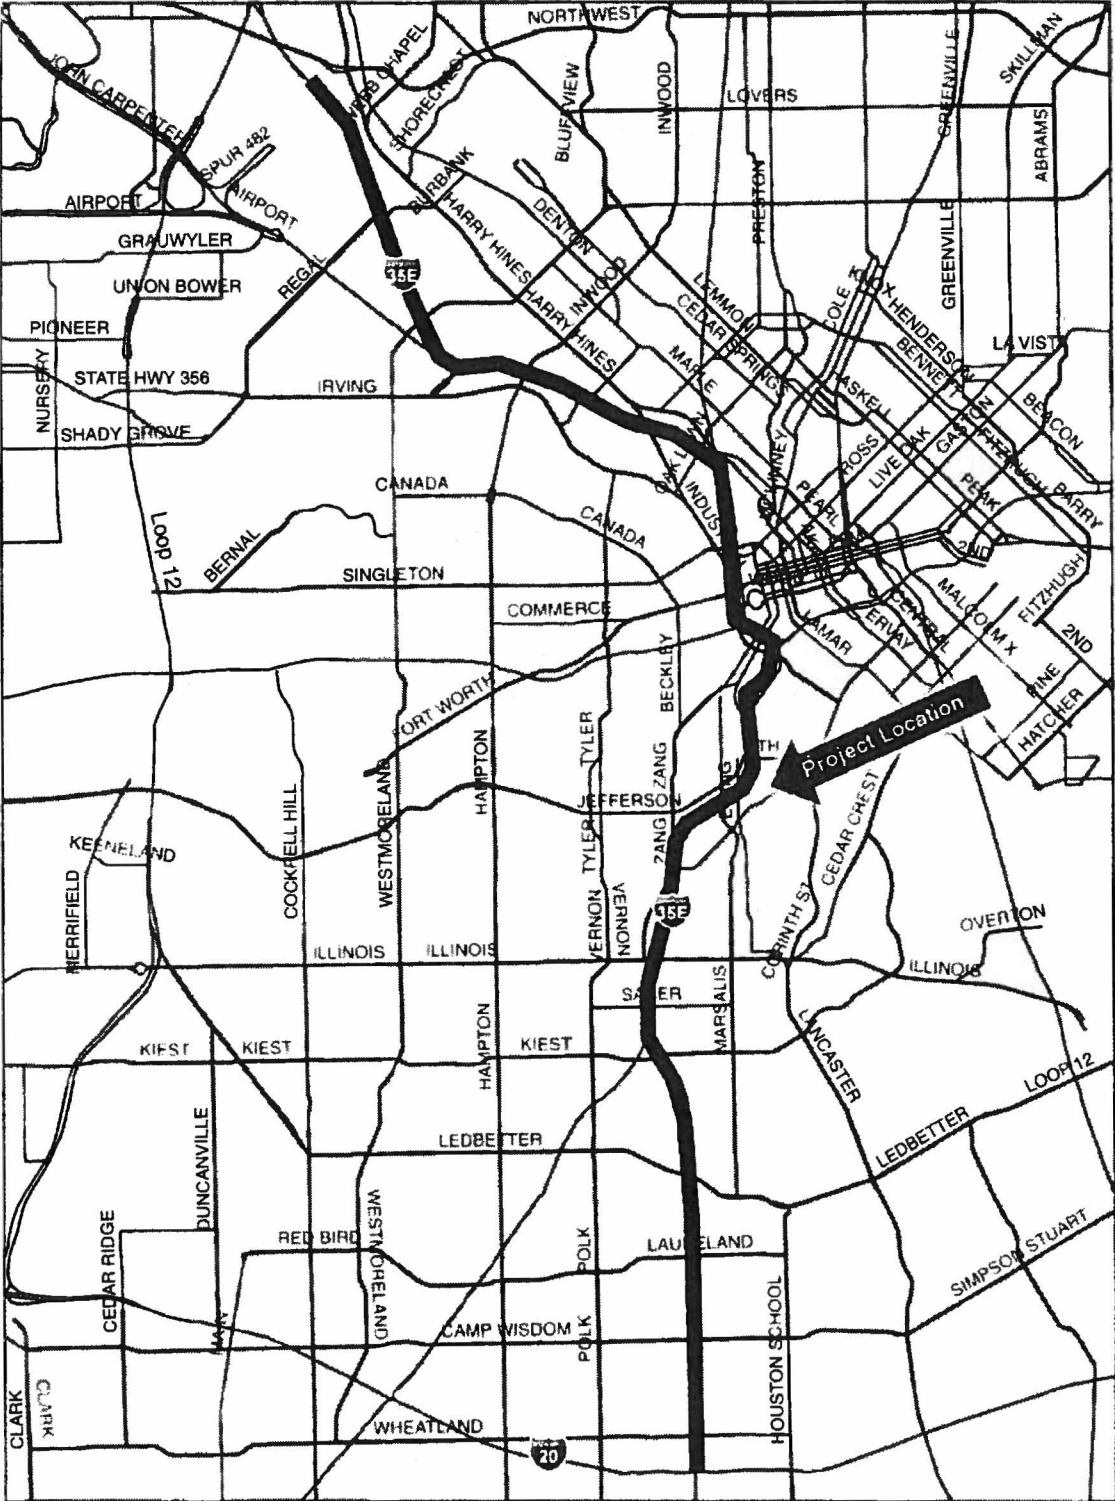 NORTHWEST
SKILLMAN
JOHN CARPENTER
WEBB CHAPEL
SHORECREST
BLUFFVIEW
INWOOD
LOVERS
GREENVILLE
ABRAMS
SPUR 482
AIRPORT
AIRPORT
BURBANK
HARRY HINES
DENTON
PRESTON
GRAUWYLER
REGAL
35E
INWOOD
LEMMON
COLE
KNOX
HENDERSON
GREENVILLE
UNION BOWER
HARRY HINES
CEDAR SPRINGS
PIONEER
NURSERY
MAPLE
BENNETT
LA VISTA
STATE HWY 356
IRVING
HASKELL
BEACON
GASTON
SHADY GROVE
OAK LAWN
MCKINNEY
ROSS
LIVE OAK
FITZHUGH
BARRY
CANADA
CANADA
PEARL
PEAK
Loop 12
BERNAL
SINGLETON
2ND
FITZHUGH
COMMERCE
LAMAR
ERVAY
CENTRAL
MALCOLM X
2ND
PINE
HATCHER
BECKLEY
FORT WORTH
Project Location
TYLER
ZANG
HAMPTON
WESTMORELAND
COCKRELL HILL
JEFFERSON
CEDAR CREST
KEENELAND
TYLER
ZANG
MERRIFIELD
35E
VERNON
VERNON
CORINTH ST
OVERTON
ILLINOIS
ILLINOIS
ILLINOIS
MARSALIS
HAMPTON
KIEST
KIEST
KIEST
LANCASTER
LOOP 12
DUNCANVILLE
LEDBETTER
LEDBETTER
CEDAR RIDGE
RED BIRD
WESTMORELAND
POLK
LAURELAND
SIMPSON STUART
MAIN
CAMP WISDOM
POLK
HOUSTON SCHOOL
CLARK
CLARK
WHEATLAND
20